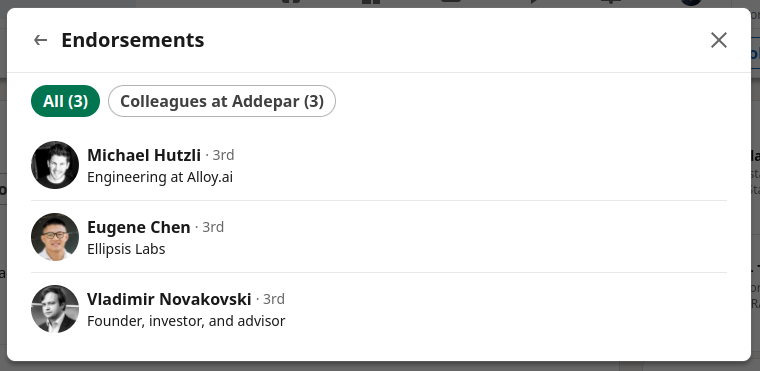 Endorsements
All (3)
Colleagues at Addepar (3)
Michael Hutzli · 3rd
Engineering at Alloy.ai
Eugene Chen · 3rd
Ellipsis Labs
Vladimir Novakovski · 3rd
Founder, investor, and advisor